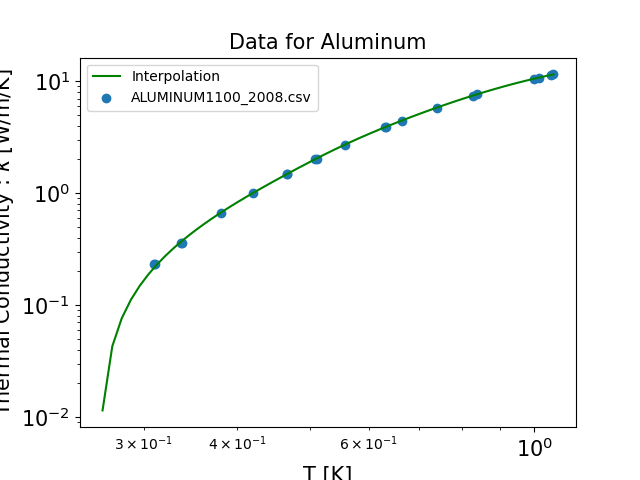 Data for Aluminum
Interpolation
ALUMINUM1100_2008.csv
Thermal Conductivity : k [W/m/K]
10¹
10⁰
10⁻¹
10⁻²
3 × 10⁻¹
4 × 10⁻¹
6 × 10⁻¹
10⁰
T [K]